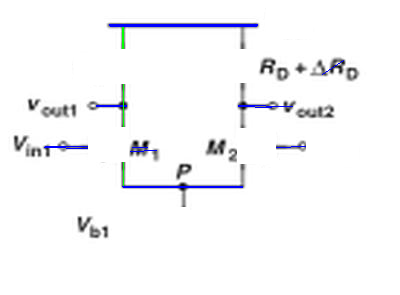 R_D + ΔR_D
v_out1
v_out2
V_in1
M_1
M_2
P
V_b1